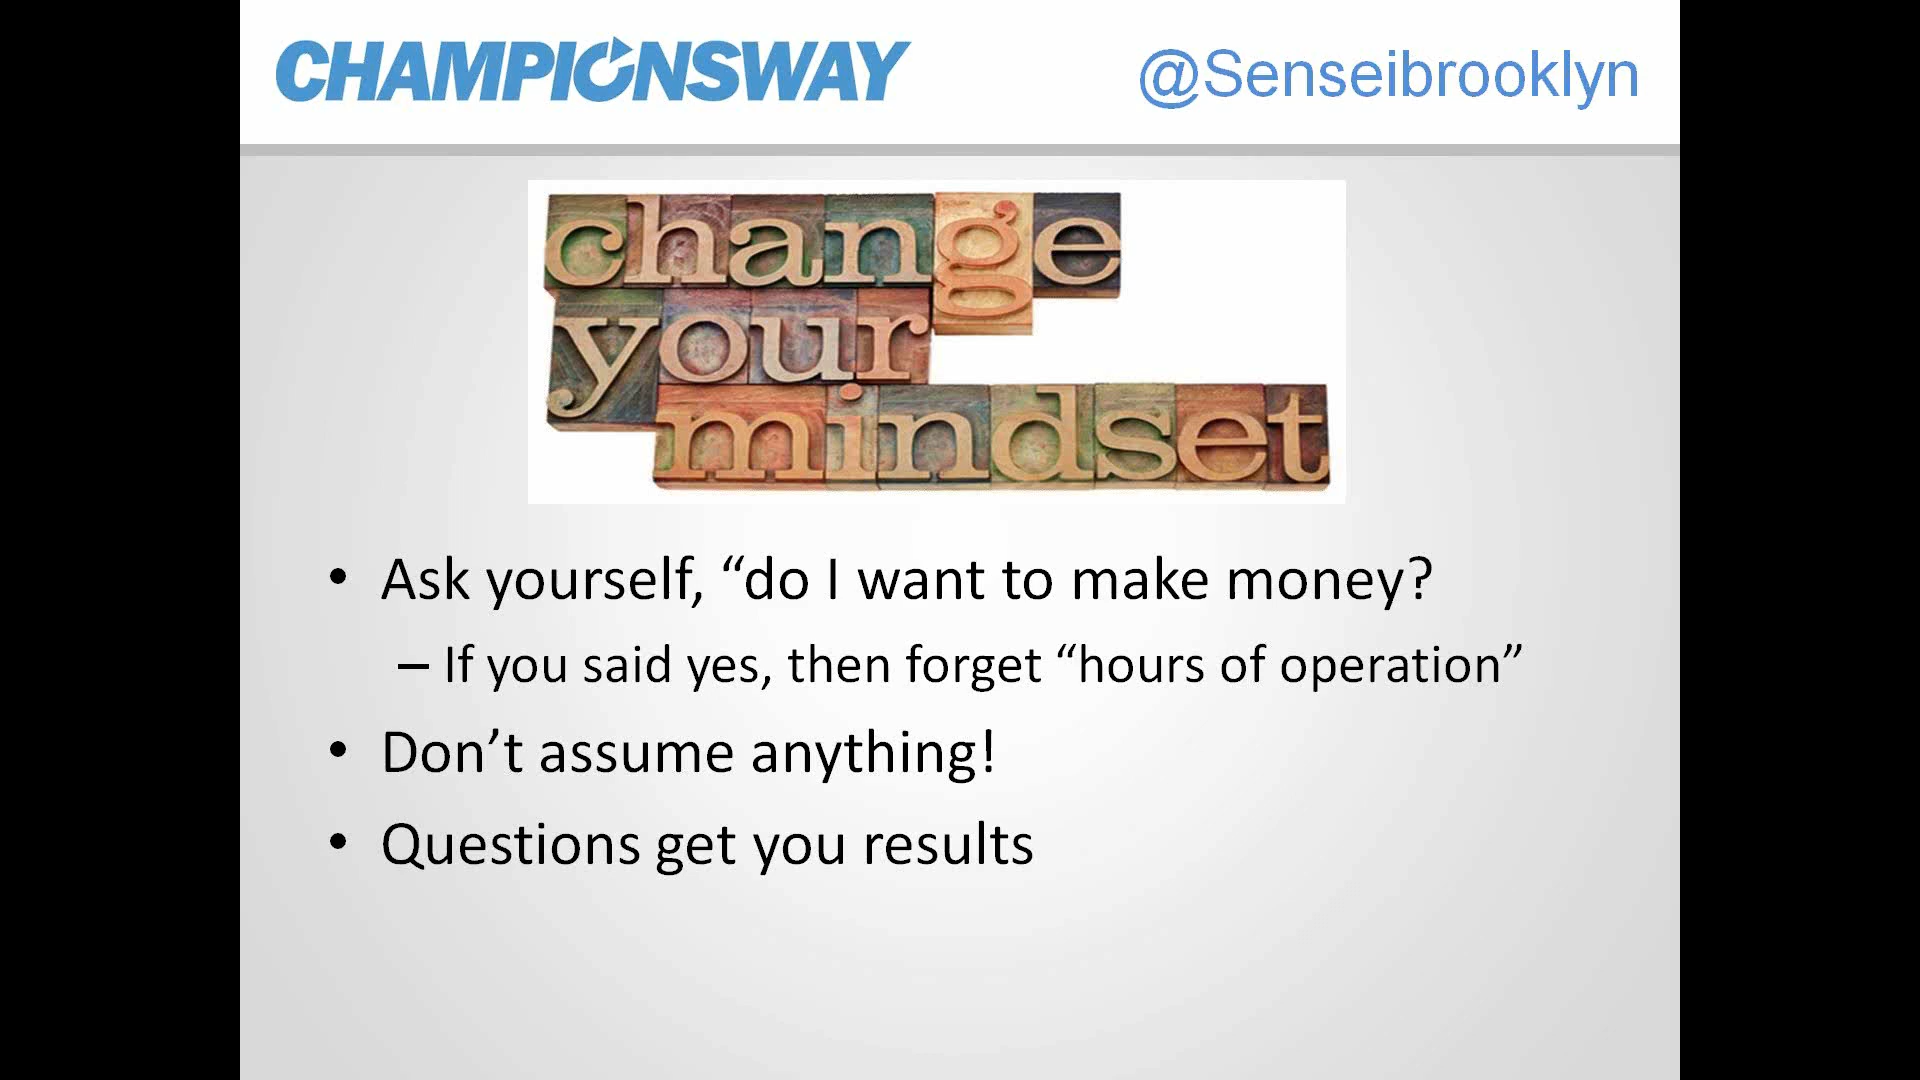 CHAMPIONSWAY
@Senseibrooklyn
change
your
mindset
• Ask yourself, “do I want to make money?
– If you said yes, then forget “hours of operation”
• Don’t assume anything!
• Questions get you results